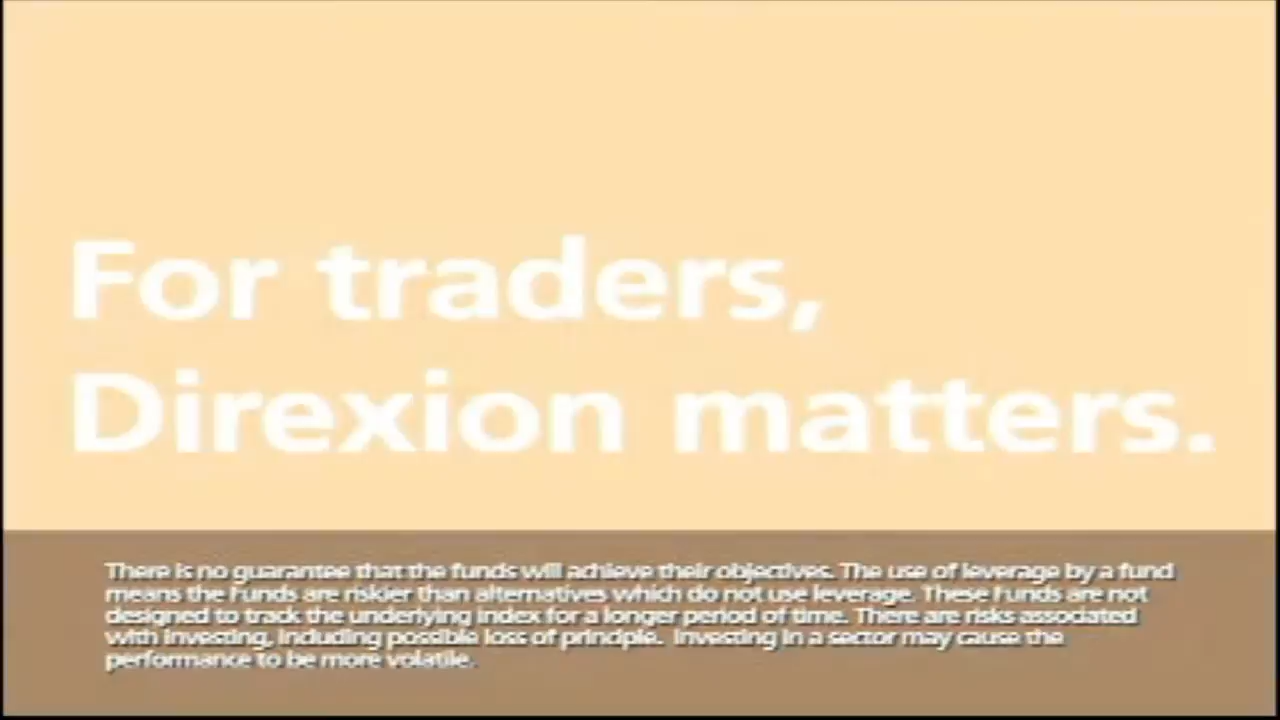 For traders,
Direxion matters.
There is no guarantee that the funds will achieve their objectives. The use of leverage by a fund
means the Funds are riskier than alternatives which do not use leverage. These Funds are not
designed to track the underlying index for a longer period of time. There are risks associated
with investing, including possible loss of principle. Investing in a sector may cause the
performance to be more volatile.